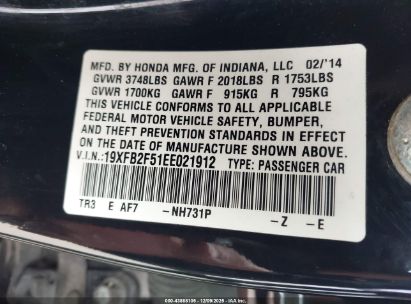 MFD. BY HONDA MFG. OF INDIANA, LLC 02/'14
GVWR 3748LBS GAWR F 2018LBS R 1753LBS
GVWR 1700KG GAWR F 915KG R 795KG
THIS VEHICLE CONFORMS TO ALL APPLICABLE
FEDERAL MOTOR VEHICLE SAFETY, BUMPER,
AND THEFT PREVENTION STANDARDS IN EFFECT
ON THE DATE OF MANUFACTURE SHOWN ABOVE.
V.I.N.: 19XFB2F51EE021912 TYPE: PASSENGER CAR
TR3 E AF7 -NH731P -Z -E